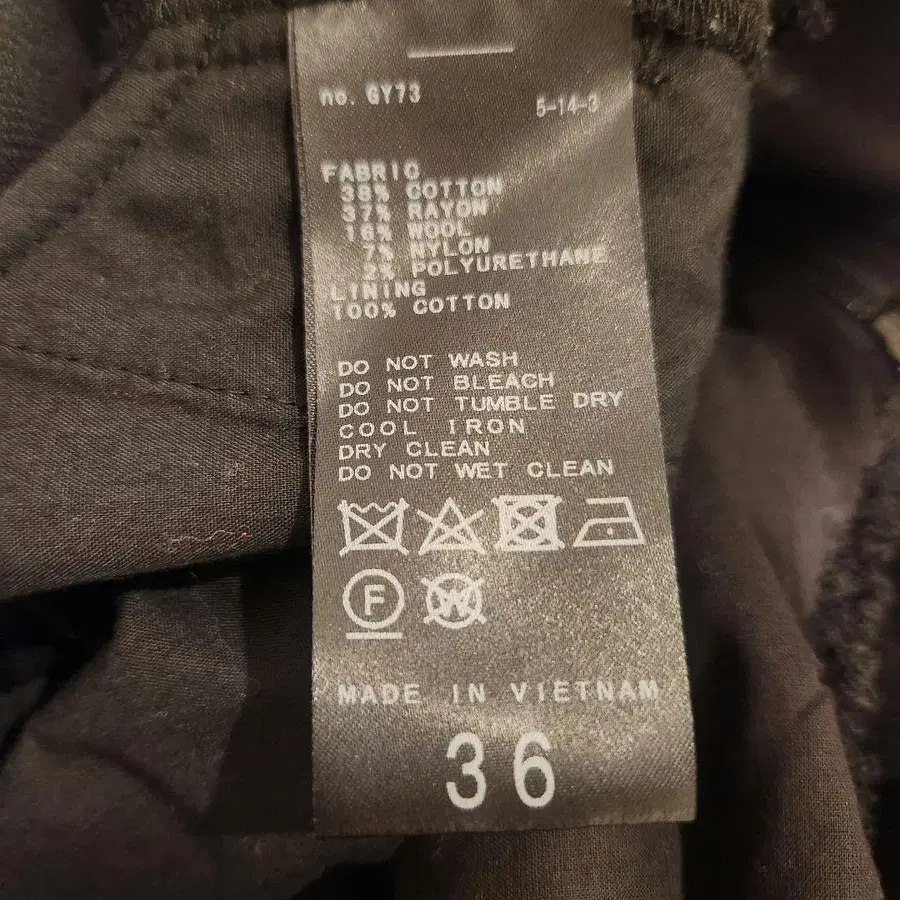 no. GY73
5-14-3
FABRIC
38% COTTON
37% RAYON
16% WOOL
7% NYLON
2% POLYURETHANE
LINING
100% COTTON
DO NOT WASH
DO NOT BLEACH
DO NOT TUMBLE DRY
COOL IRON
DRY CLEAN
DO NOT WET CLEAN
F W
MADE IN VIETNAM
36